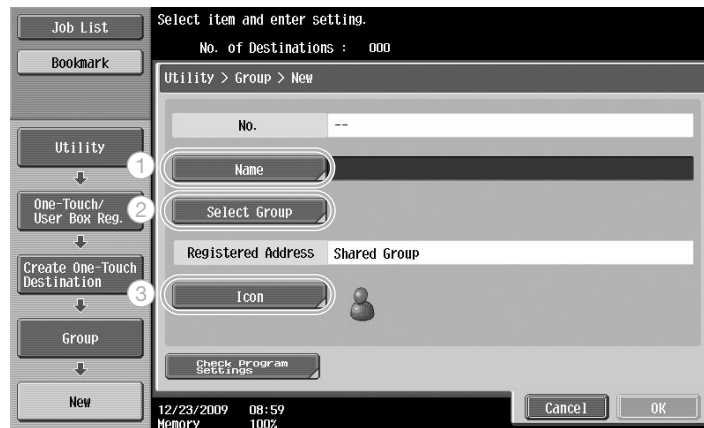 Job List
Bookmark
Select item and enter setting.
No. of Destinations : 000
Utility > Group > New
No. --
1 Name
2 Select Group
Registered Address Shared Group
3 Icon
Check Program
Settings
Utility
One-Touch/
User Box Reg.
Create One-Touch
Destination
Group
New
12/23/2009 08:59
Memory 100%
Cancel OK